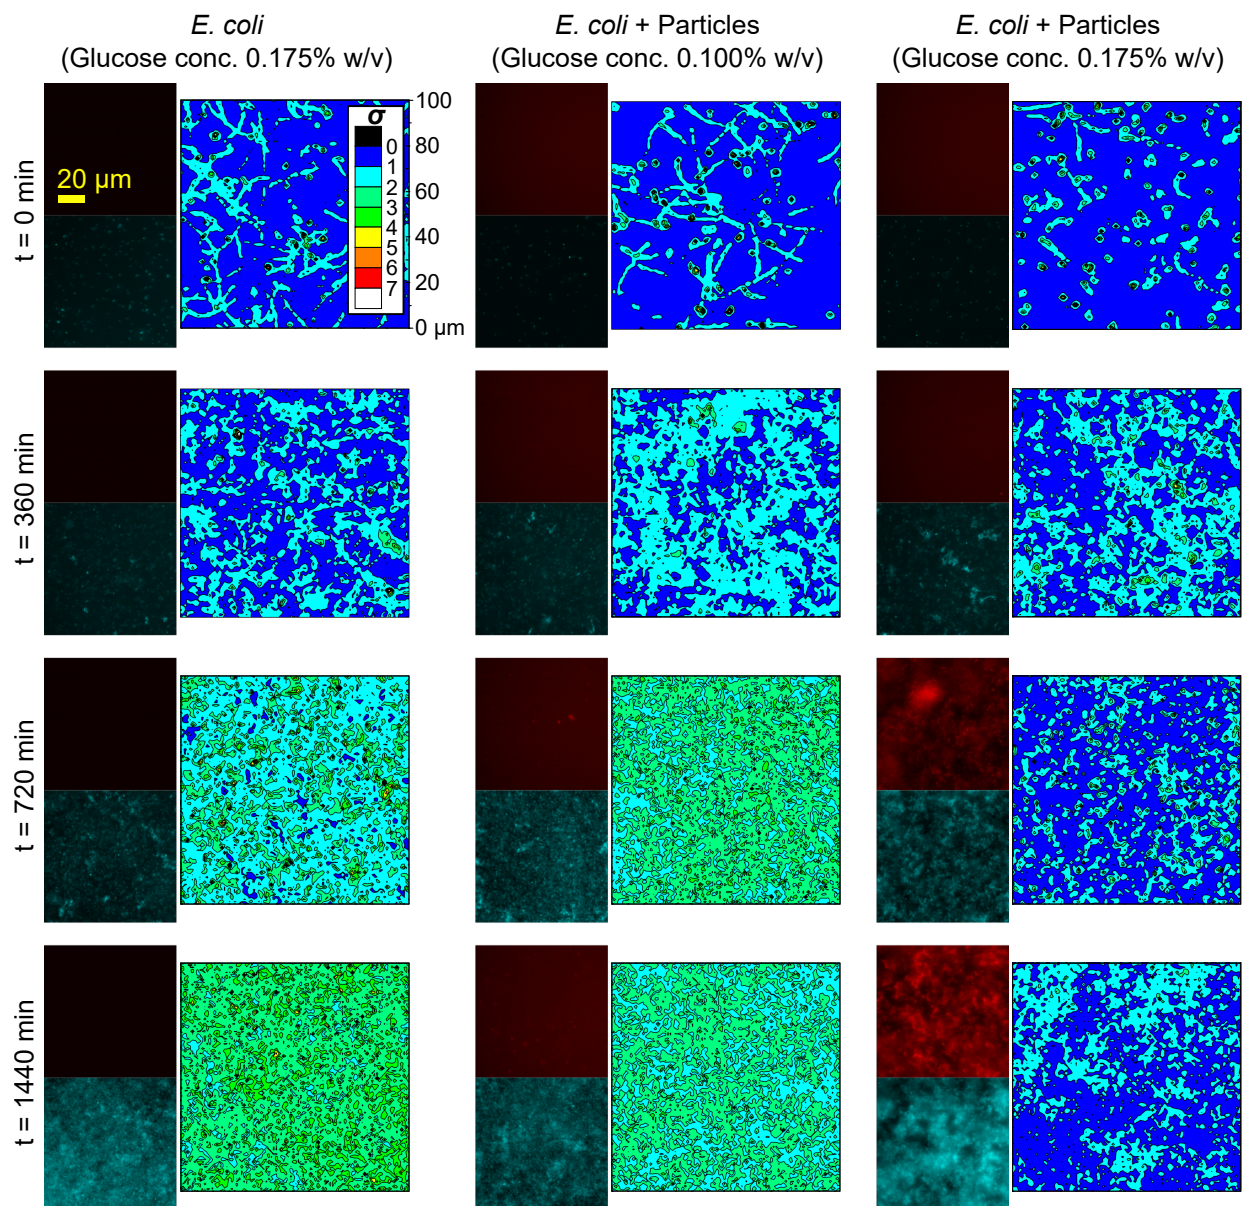 E. coli
(Glucose conc. 0.175% w/v)
E. coli + Particles
(Glucose conc. 0.100% w/v)
E. coli + Particles
(Glucose conc. 0.175% w/v)
t = 0 min
20 µm
σ
0
1
2
3
4
5
6
7
100
80
60
40
20
0 µm
t = 360 min
t = 720 min
t = 1440 min